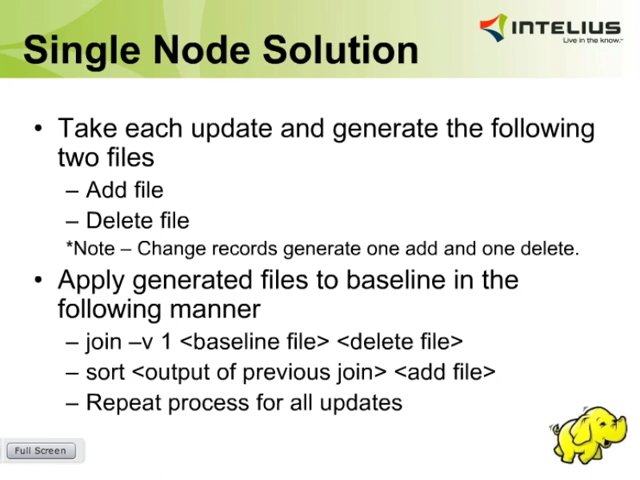 Single Node Solution
INTELIUS
Live in the know.™
• Take each update and generate the following
two files
– Add file
– Delete file
*Note – Change records generate one add and one delete.
• Apply generated files to baseline in the
following manner
– join –v 1 <baseline file> <delete file>
– sort <output of previous join> <add file>
– Repeat process for all updates
Full Screen